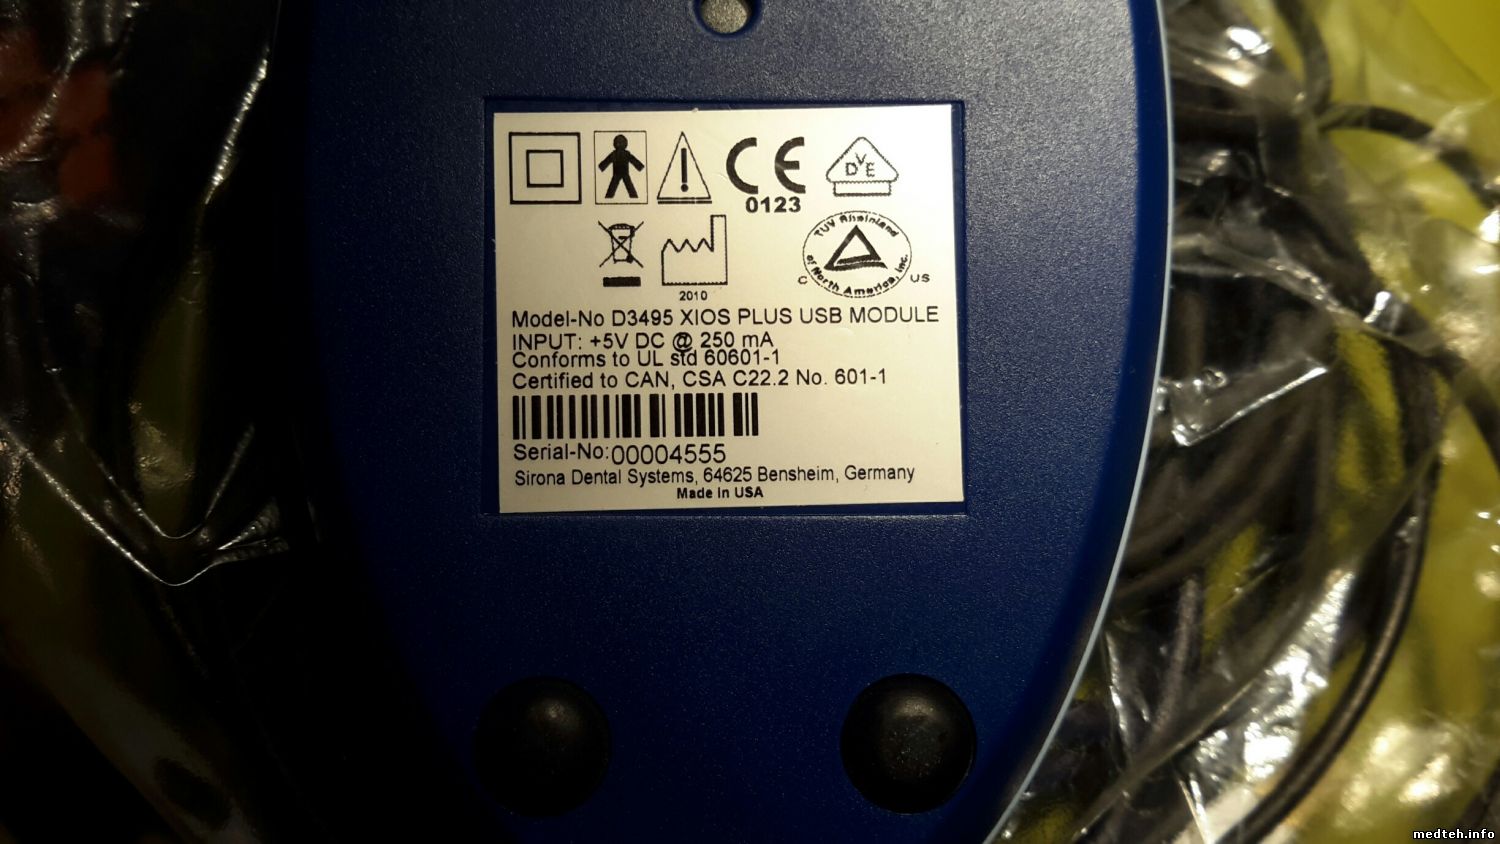 CE
0123
DVE
TUV Rheinland
of North America, Inc.
C US
2010
Model-No D3495 XIOS PLUS USB MODULE
INPUT: +5V DC @ 250 mA
Conforms to UL std 60601-1
Certified to CAN, CSA C22.2 No. 601-1
Serial-No:00004555
Sirona Dental Systems, 64625 Bensheim, Germany
Made In USA
medteh.info